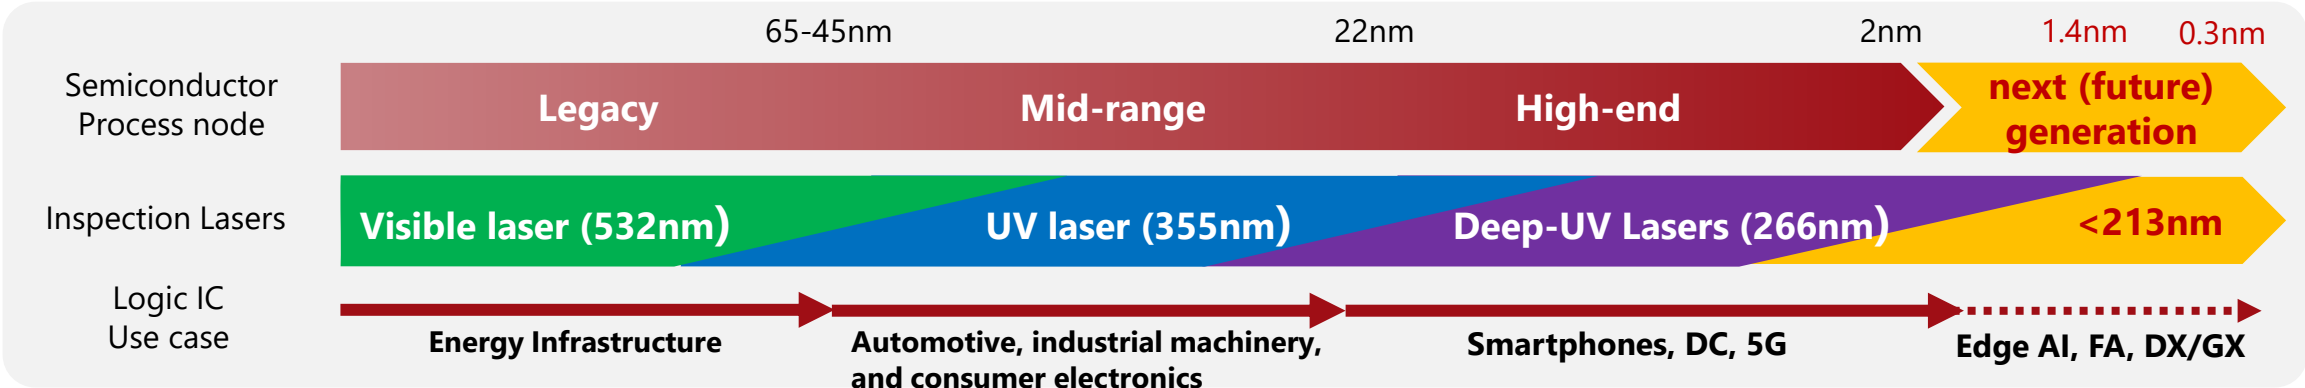 65-45nm
22nm
2nm
1.4nm
0.3nm
Semiconductor
Process node
Legacy
Mid-range
High-end
next (future)
generation
Inspection Lasers
Visible laser (532nm)
UV laser (355nm)
Deep-UV Lasers (266nm)
<213nm
Logic IC
Use case
Energy Infrastructure
Automotive, industrial machinery,
and consumer electronics
Smartphones, DC, 5G
Edge AI, FA, DX/GX